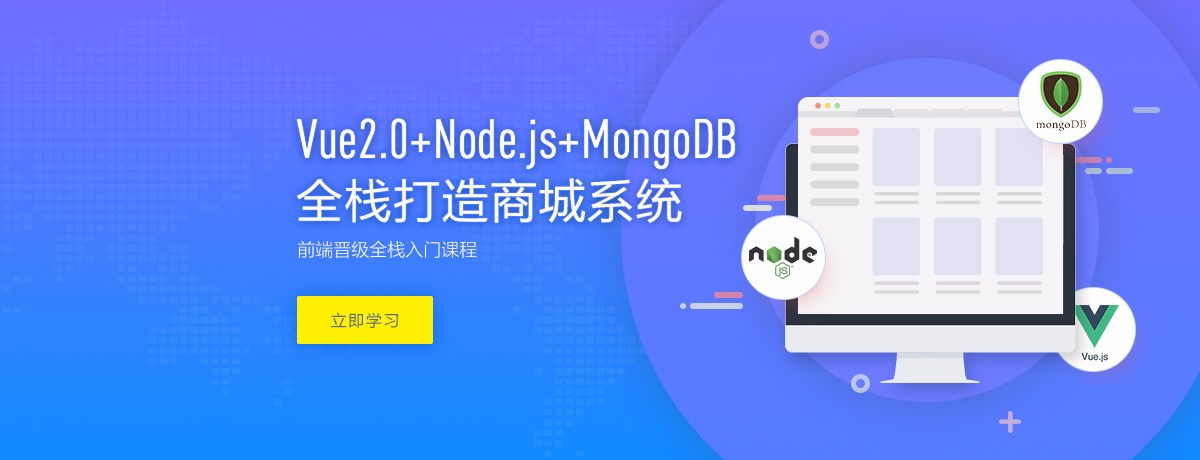 Vue2.0+Node.js+MongoDB
全栈打造商城系统
前端晋级全栈入门课程
立即学习
mongoDB
node
JS
Vue.js